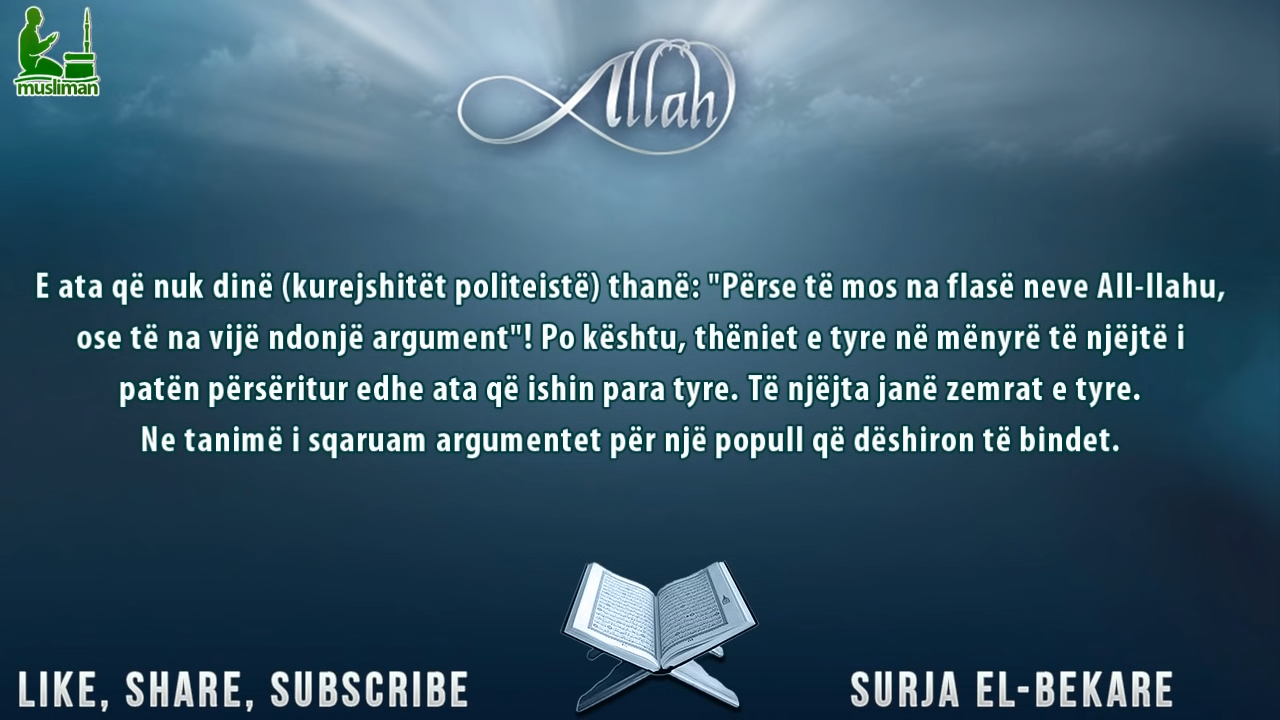 musliman
Allah
E ata që nuk dinë (kurejshitët politeistë) thanë: "Përse të mos na flasë neve All-llahu,
ose të na vijë ndonjë argument"! Po kështu, thëniet e tyre në mënyrë të njëjtë i
patën përsëritur edhe ata që ishin para tyre. Të njëjta janë zemrat e tyre.
Ne tanimë i sqaruam argumentet për një popull që dëshiron të bindet.
LIKE, SHARE, SUBSCRIBE
SURJA EL-BEKARE